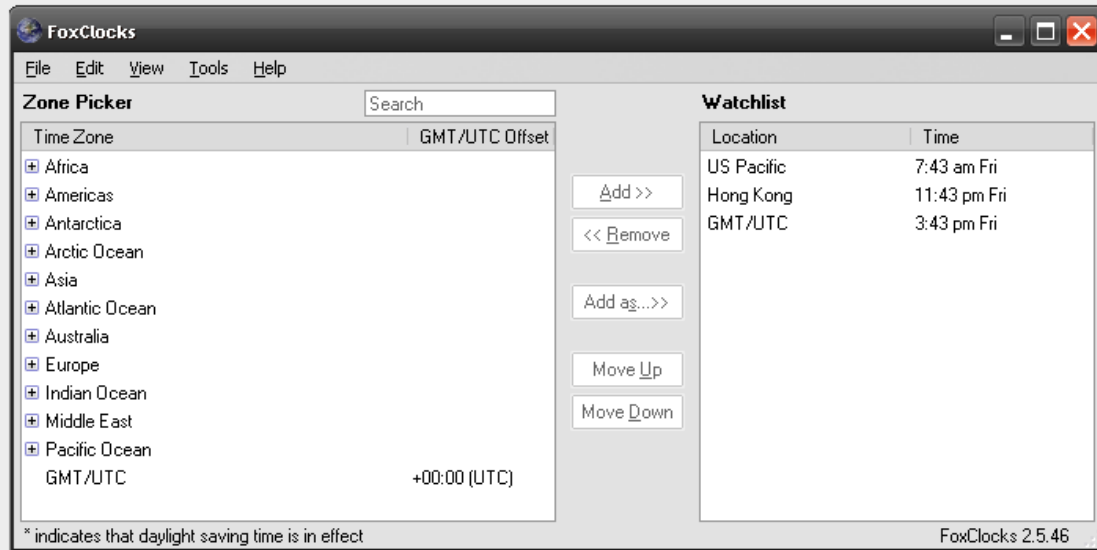 FoxClocks
File Edit View Tools Help
Zone Picker
Search
Time Zone GMT/UTC Offset
Africa
Americas
Antarctica
Arctic Ocean
Asia
Atlantic Ocean
Australia
Europe
Indian Ocean
Middle East
Pacific Ocean
GMT/UTC +00:00 (UTC)
* indicates that daylight saving time is in effect
Add >>
<< Remove
Add as...>>
Move Up
Move Down
Watchlist
Location Time
US Pacific 7:43 am Fri
Hong Kong 11:43 pm Fri
GMT/UTC 3:43 pm Fri
FoxClocks 2.5.46